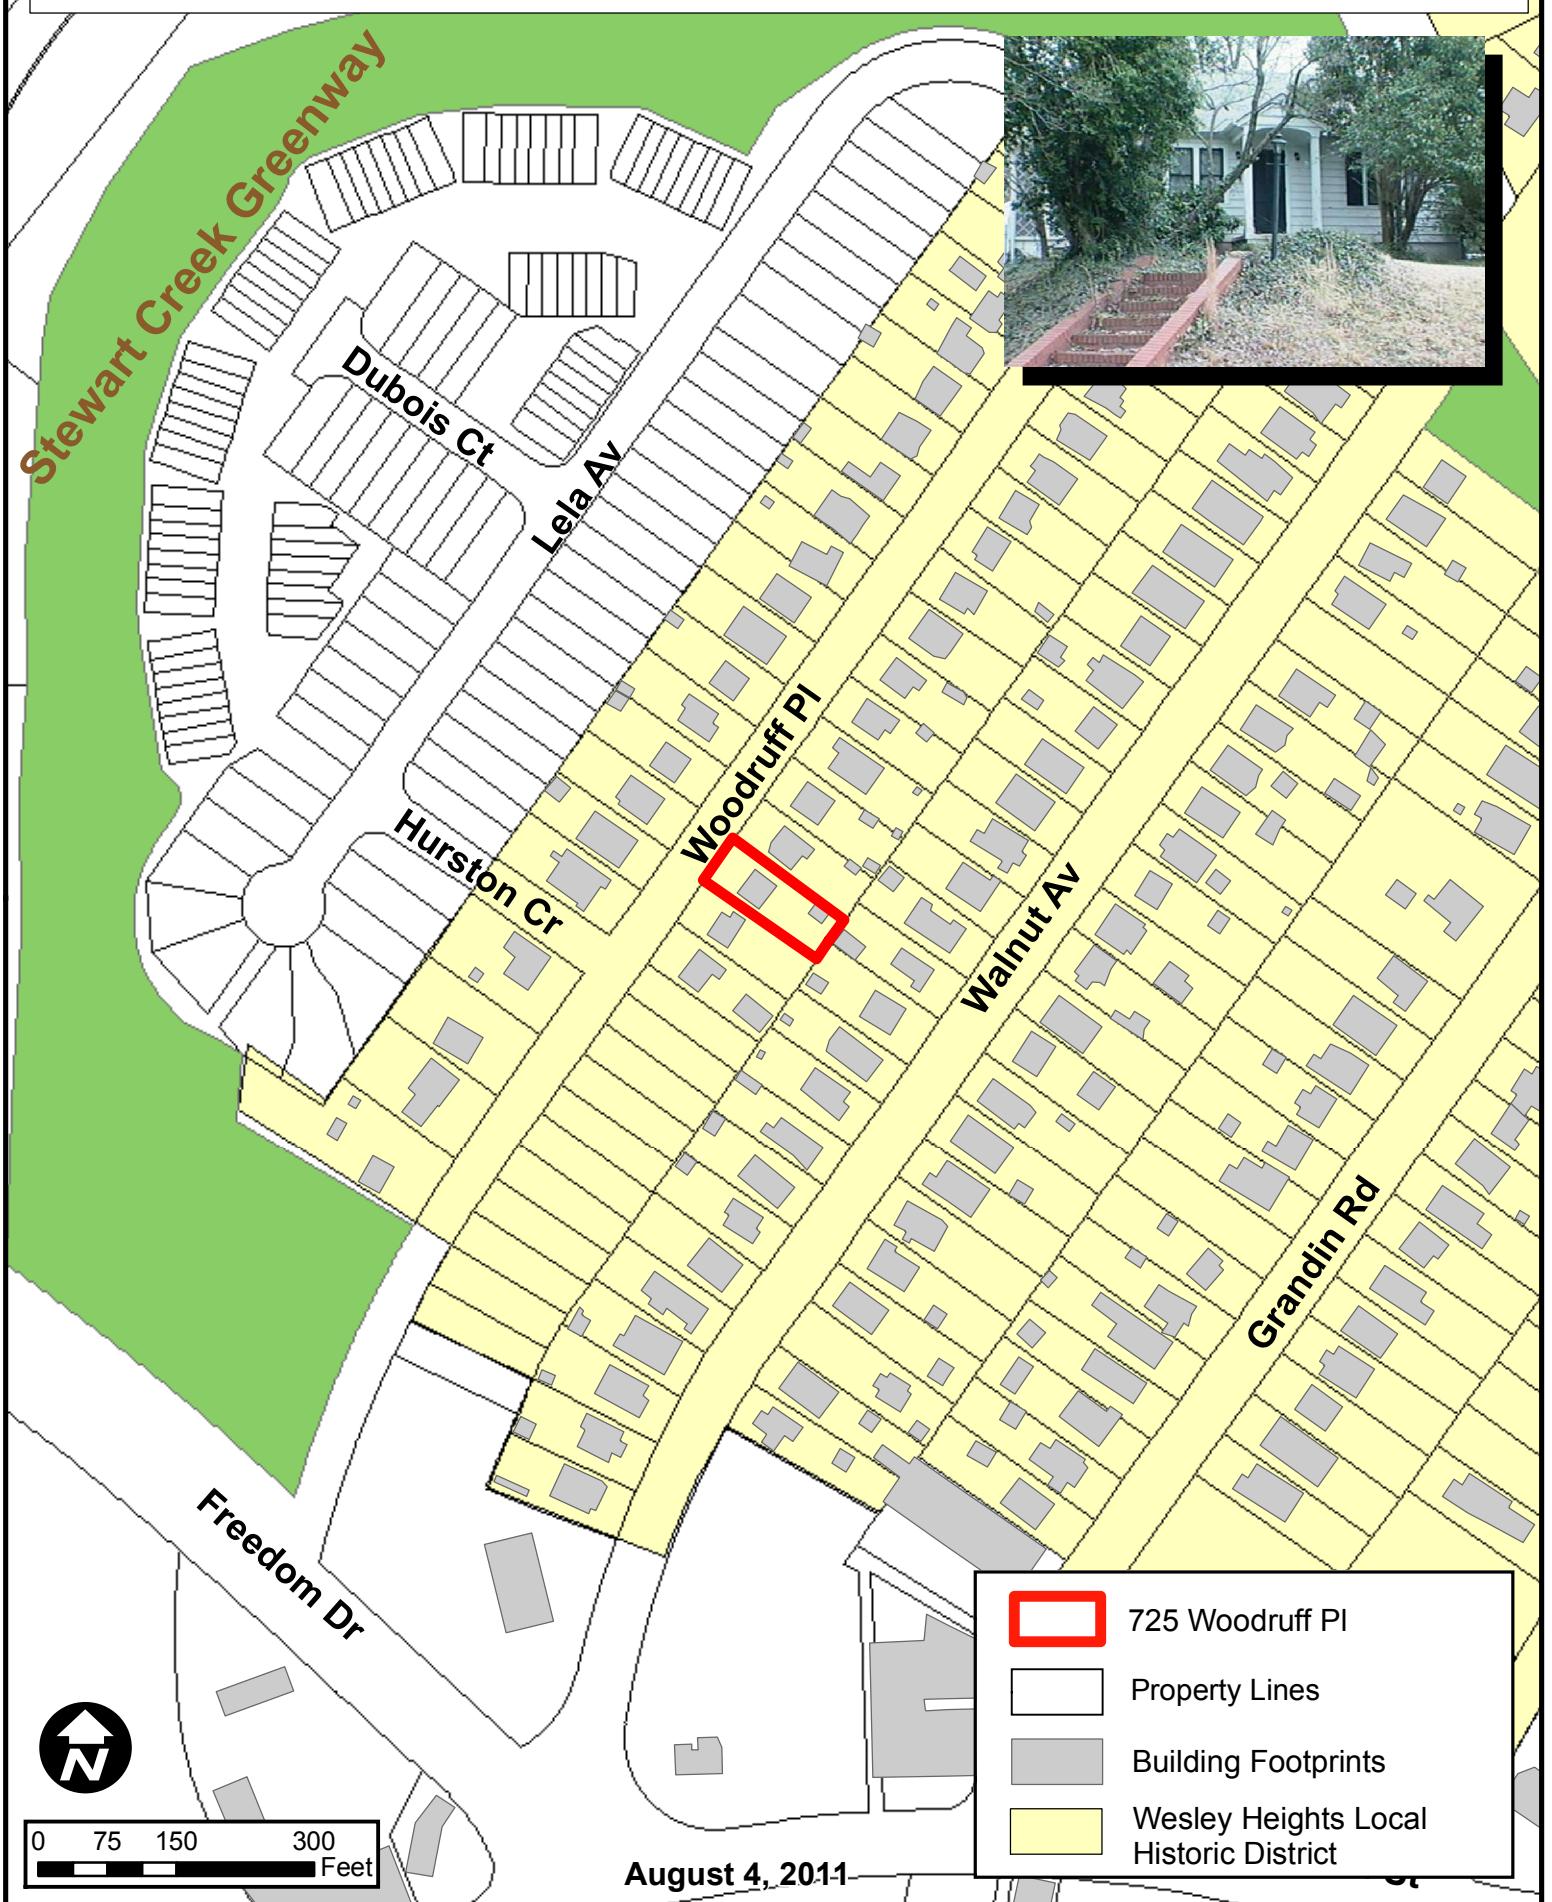 Stewart Creek Greenway
Dubois Ct
Lela Av
Woodruff Pl
Hurston Cr
Walnut Av
Grandin Rd
Freedom Dr
725 Woodruff Pl
Property Lines
Building Footprints
Wesley Heights Local
Historic District
N
0 75 150 300
Feet
August 4, 2011
St